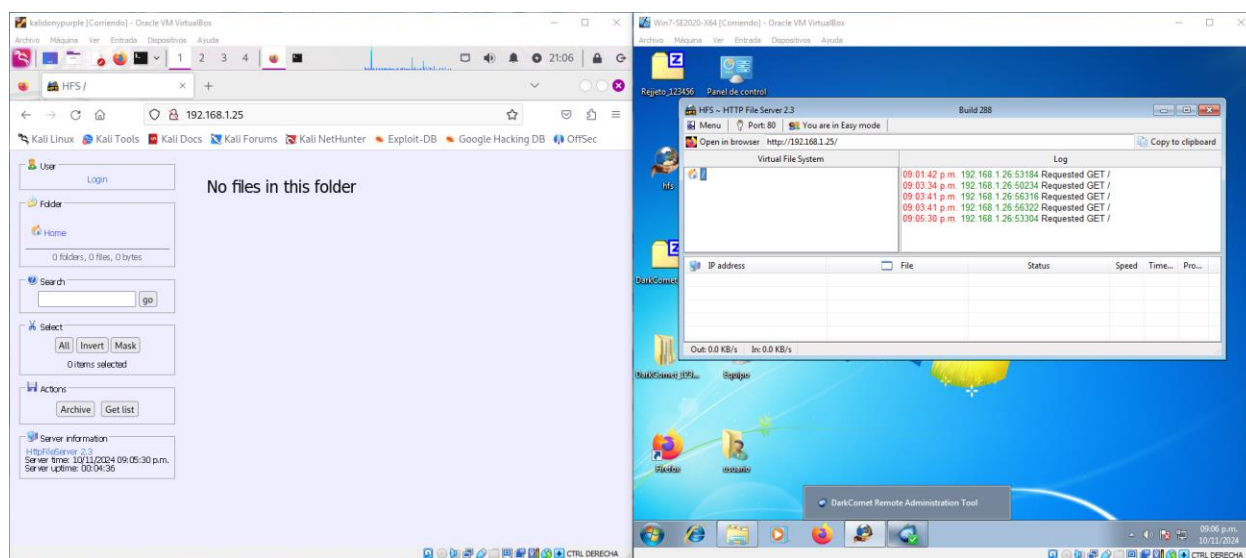 kalidonypurple [Corriendo] - Oracle VM VirtualBox
Archivo Máquina Ver Entrada Dispositivos Ayuda
1 2 3 4 21:06
HFS /
192.168.1.25
Kali Linux Kali Tools Kali Docs Kali Forums Kali NetHunter Exploit-DB Google Hacking DB OffSec
User
Login
Folder
Home
0 folders, 0 files, 0 bytes
Search
go
Select
All Invert Mask
0 items selected
Actions
Archive Get list
Server information
HttpFileServer 2.3
Server time: 10/11/2024 09:05:30 p.m.
Server uptime: 00:04:36
No files in this folder
CTRL DERECHA
Win7-SE2020-X64 [Corriendo] - Oracle VM VirtualBox
Archivo Máquina Ver Entrada Dispositivos Ayuda
Rejjeto_123456 Panel de control
HFS ~ HTTP File Server 2.3 Build 288
Menu Port: 80 You are in Easy mode
Open in browser http://192.168.1.25/ Copy to clipboard
Virtual File System Log
/
09:01:42 p.m. 192.168.1.26:53184 Requested GET /
09:03:34 p.m. 192.168.1.26:50234 Requested GET /
09:03:41 p.m. 192.168.1.26:56316 Requested GET /
09:03:41 p.m. 192.168.1.26:56322 Requested GET /
09:05:30 p.m. 192.168.1.26:53304 Requested GET /
IP address File Status Speed Time... Pro...
Out: 0.0 KB/s In: 0.0 KB/s
hfs
DarkComet
Equipo
Firefox usuario
DarkComet Remote Administration Tool
09:06 p.m.
10/11/2024
CTRL DERECHA